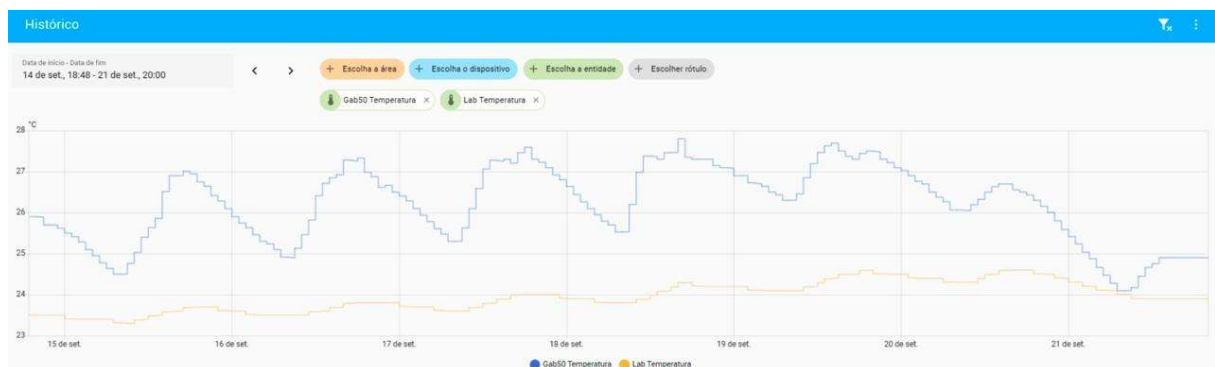 Histórico
Data de início - Data de fim
14 de set., 18:48 - 21 de set., 20:00
+ Escolha a área + Escolha o dispositivo + Escolha a entidade + Escolher rótulo
Gab50 Temperatura × Lab Temperatura ×
°C
28
27
26
25
24
23
15 de set. 16 de set. 17 de set. 18 de set. 19 de set. 20 de set. 21 de set.
Gab50 Temperatura Lab Temperatura